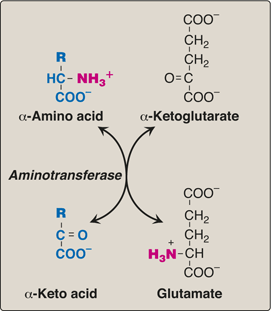 R
HC–NH3+
COO–
α-Amino acid
COO–
CH2
CH2
O=C
COO–
α-Ketoglutarate
Aminotransferase
R
C=O
COO–
α-Keto acid
COO–
CH2
CH2
H3N+–CH
COO–
Glutamate